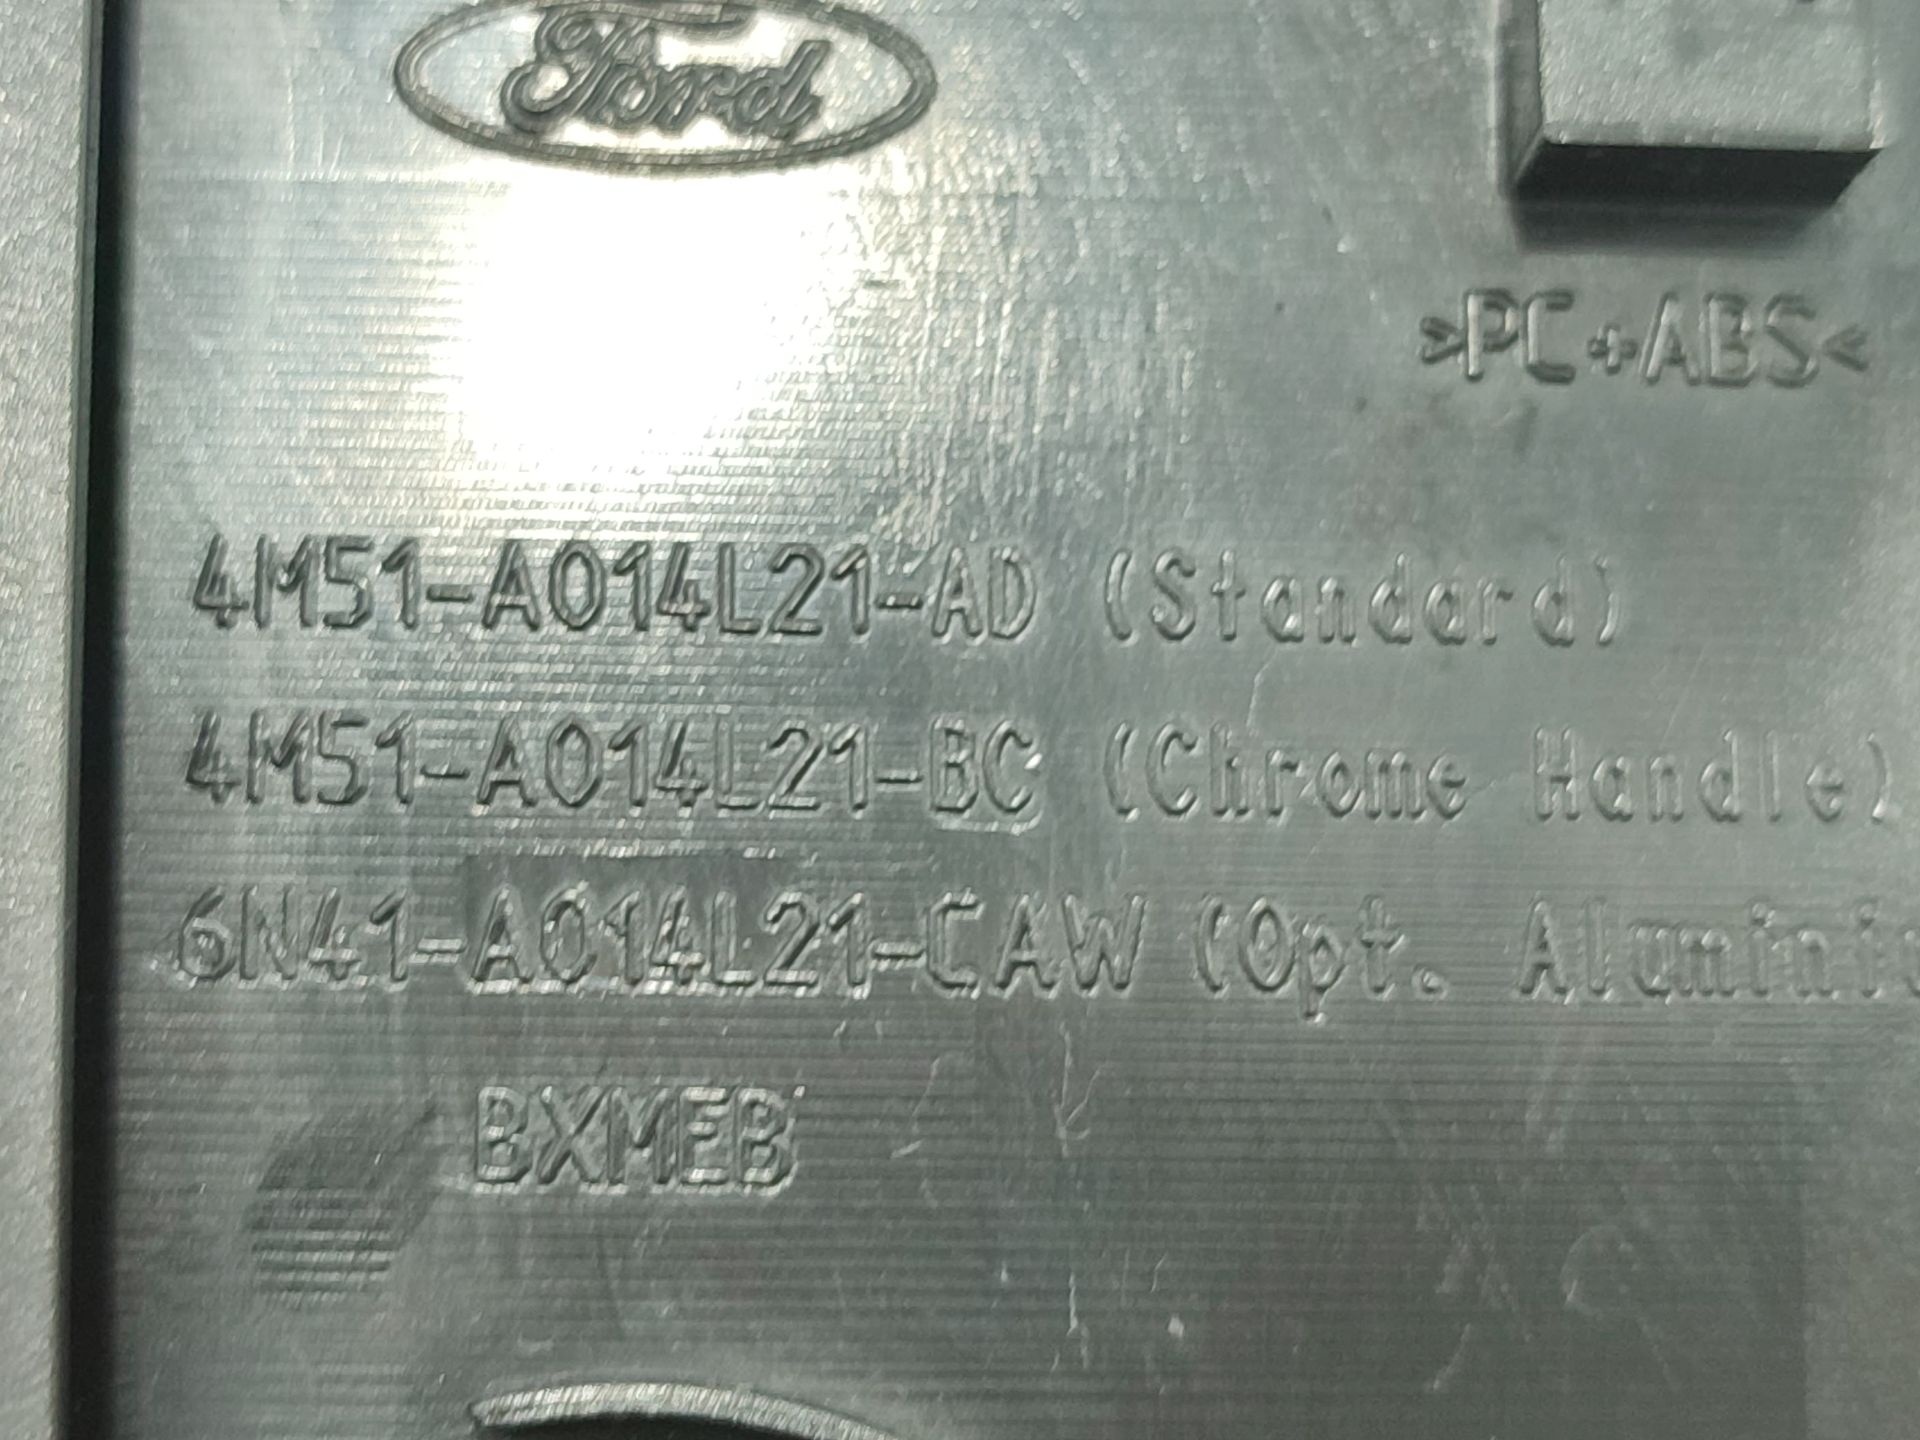 Ford
>PC+ABS<
4M51-A014L21-AD (Standard)
4M51-A014L21-BC (Chrome Handle)
6N41-A014L21-CAW (Opt.
BXMEB